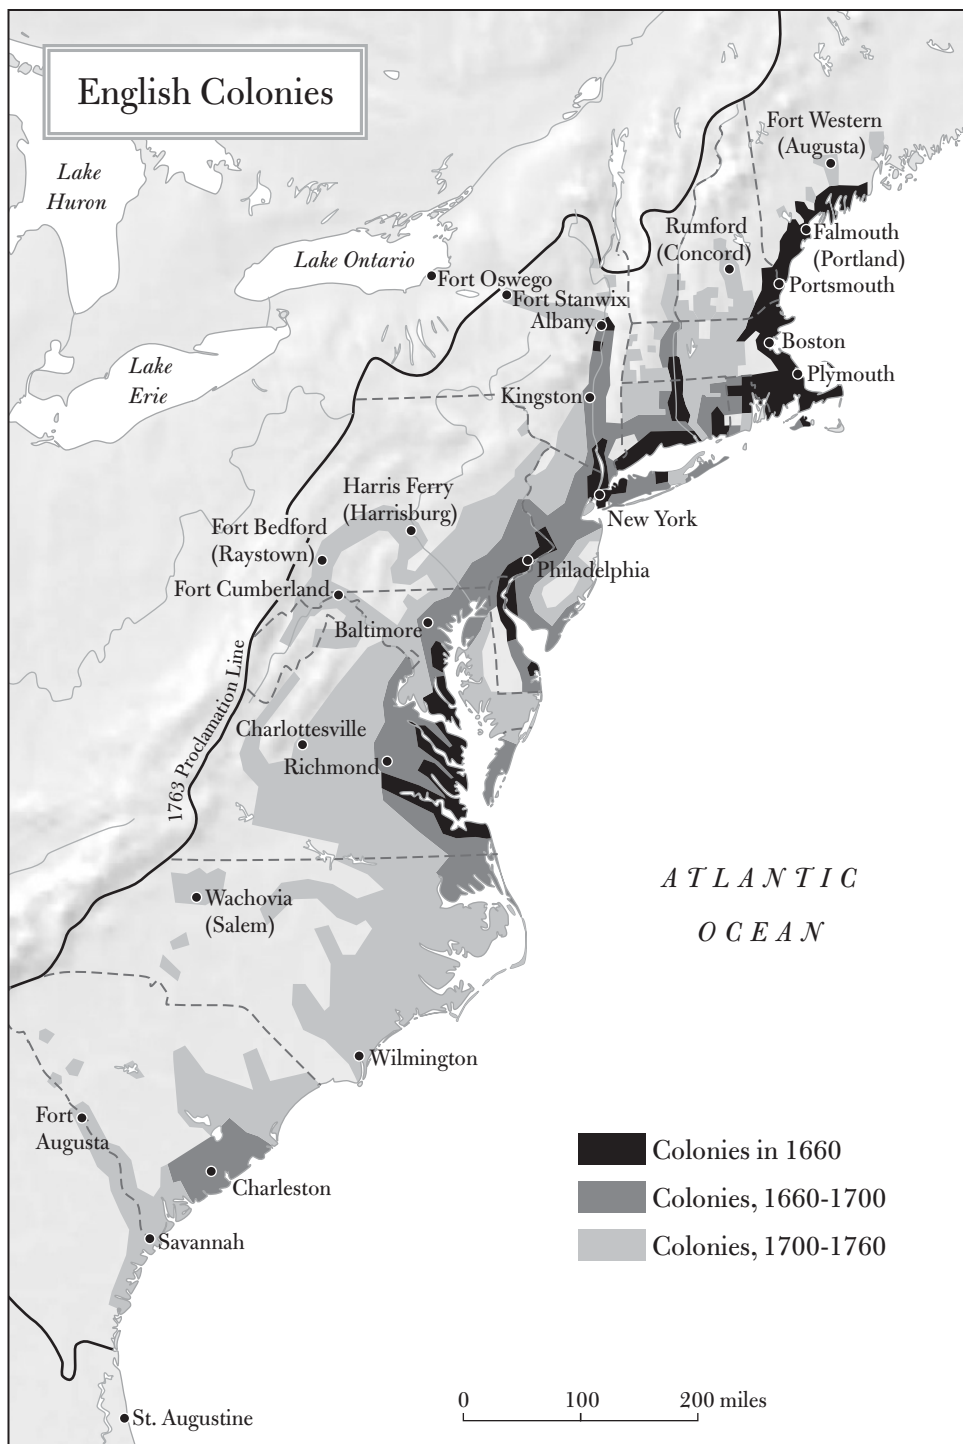 English Colonies
Lake
Huron
Lake Ontario
Lake
Erie
Fort Western
(Augusta)
Rumford
(Concord)
Falmouth
(Portland)
Portsmouth
Fort Oswego
Fort Stanwix
Albany
Boston
Plymouth
Kingston
Harris Ferry
(Harrisburg)
New York
Fort Bedford
(Raystown)
Philadelphia
Fort Cumberland
Baltimore
1763 Proclamation Line
Charlottesville
Richmond
ATLANTIC
OCEAN
Wachovia
(Salem)
Wilmington
Fort
Augusta
Charleston
Savannah
St. Augustine
Colonies in 1660
Colonies, 1660-1700
Colonies, 1700-1760
0 100 200 miles